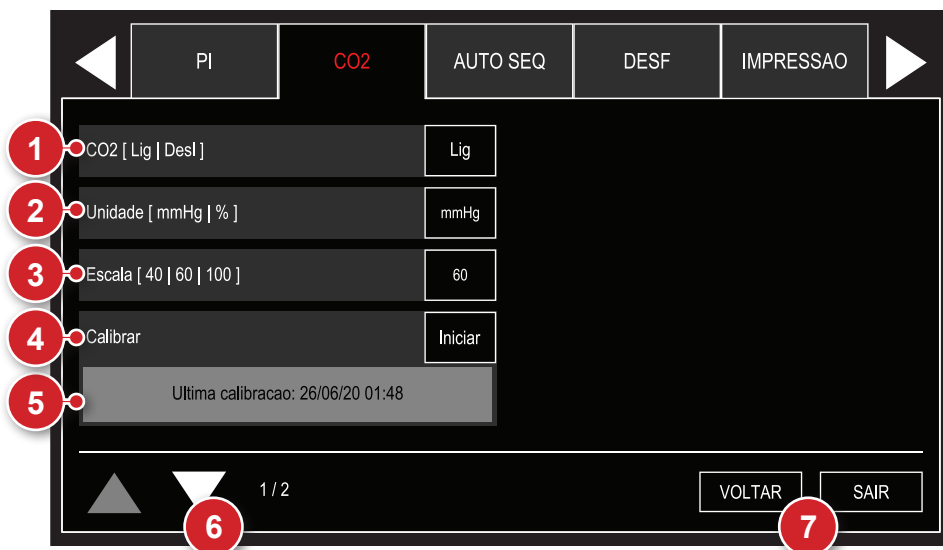 PI
CO2
AUTO SEQ
DESF
IMPRESSAO
1
CO2 [ Lig | Desl ]
Lig
2
Unidade [ mmHg | % ]
mmHg
3
Escala [ 40 | 60 | 100 ]
60
4
Calibrar
Iniciar
5
Ultima calibracao: 26/06/20 01:48
1 / 2
VOLTAR
SAIR
6
7